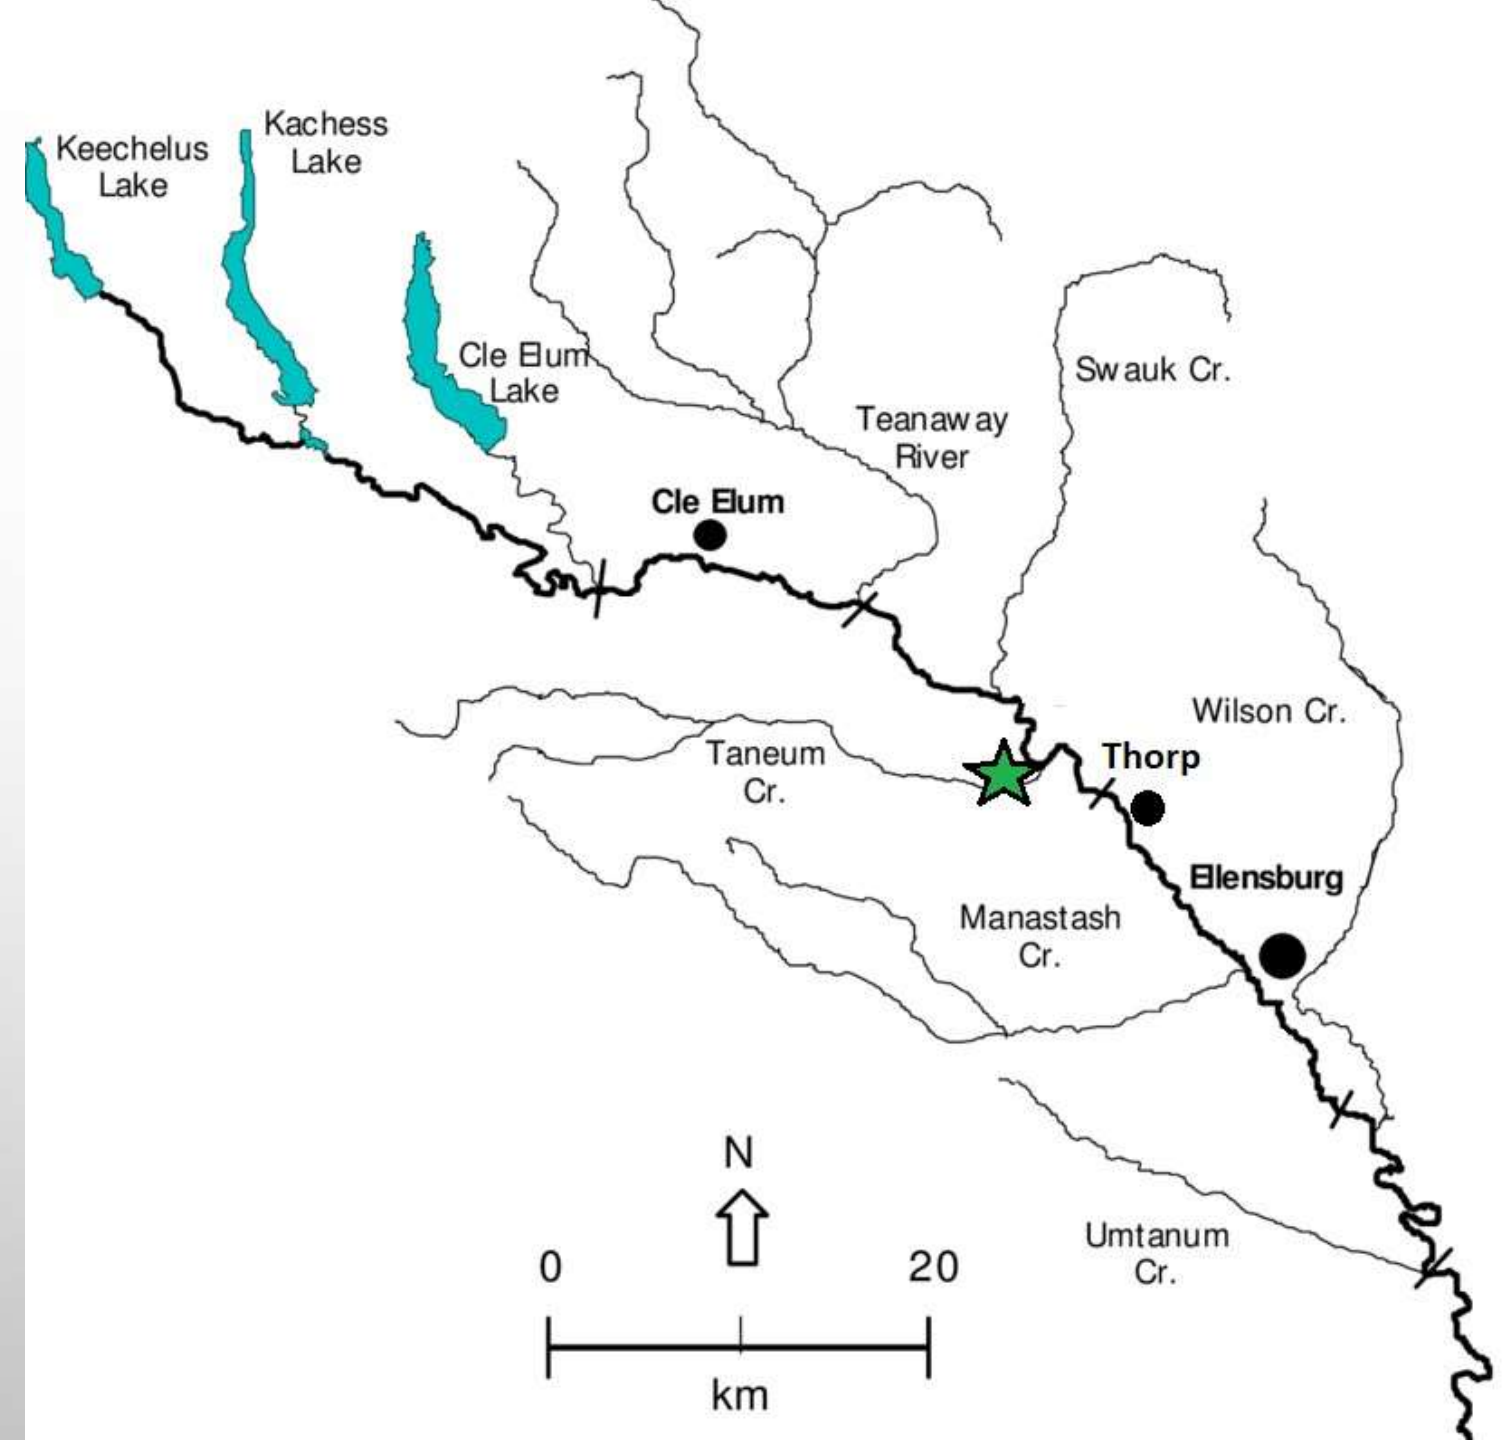 Keechelus
Lake
Kachess
Lake
Cle Elum
Lake
Teanaway
River
Swauk Cr.
Cle Elum
Wilson Cr.
Taneum
Cr.
Thorp
Ellensburg
Manastash
Cr.
N
Umtanum
Cr.
0 20
km